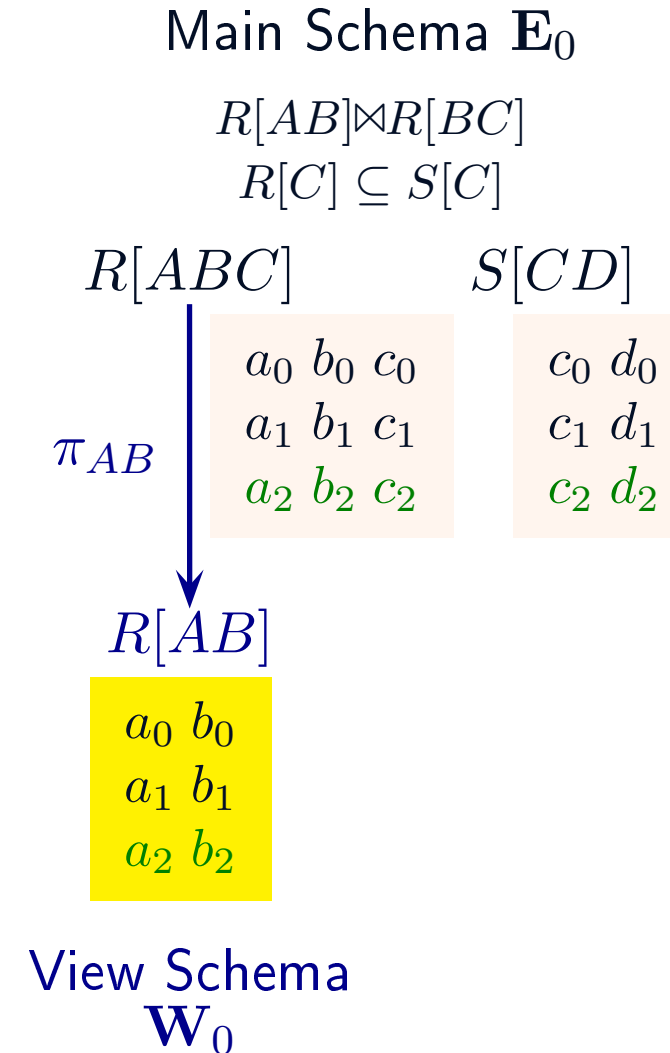 Main Schema E₀
R[AB]⋈R[BC]
R[C] ⊆ S[C]
R[ABC] S[CD]
a₀ b₀ c₀ c₀ d₀
a₁ b₁ c₁ c₁ d₁
π_AB
a₂ b₂ c₂ c₂ d₂
R[AB]
a₀ b₀
a₁ b₁
a₂ b₂
View Schema
W₀